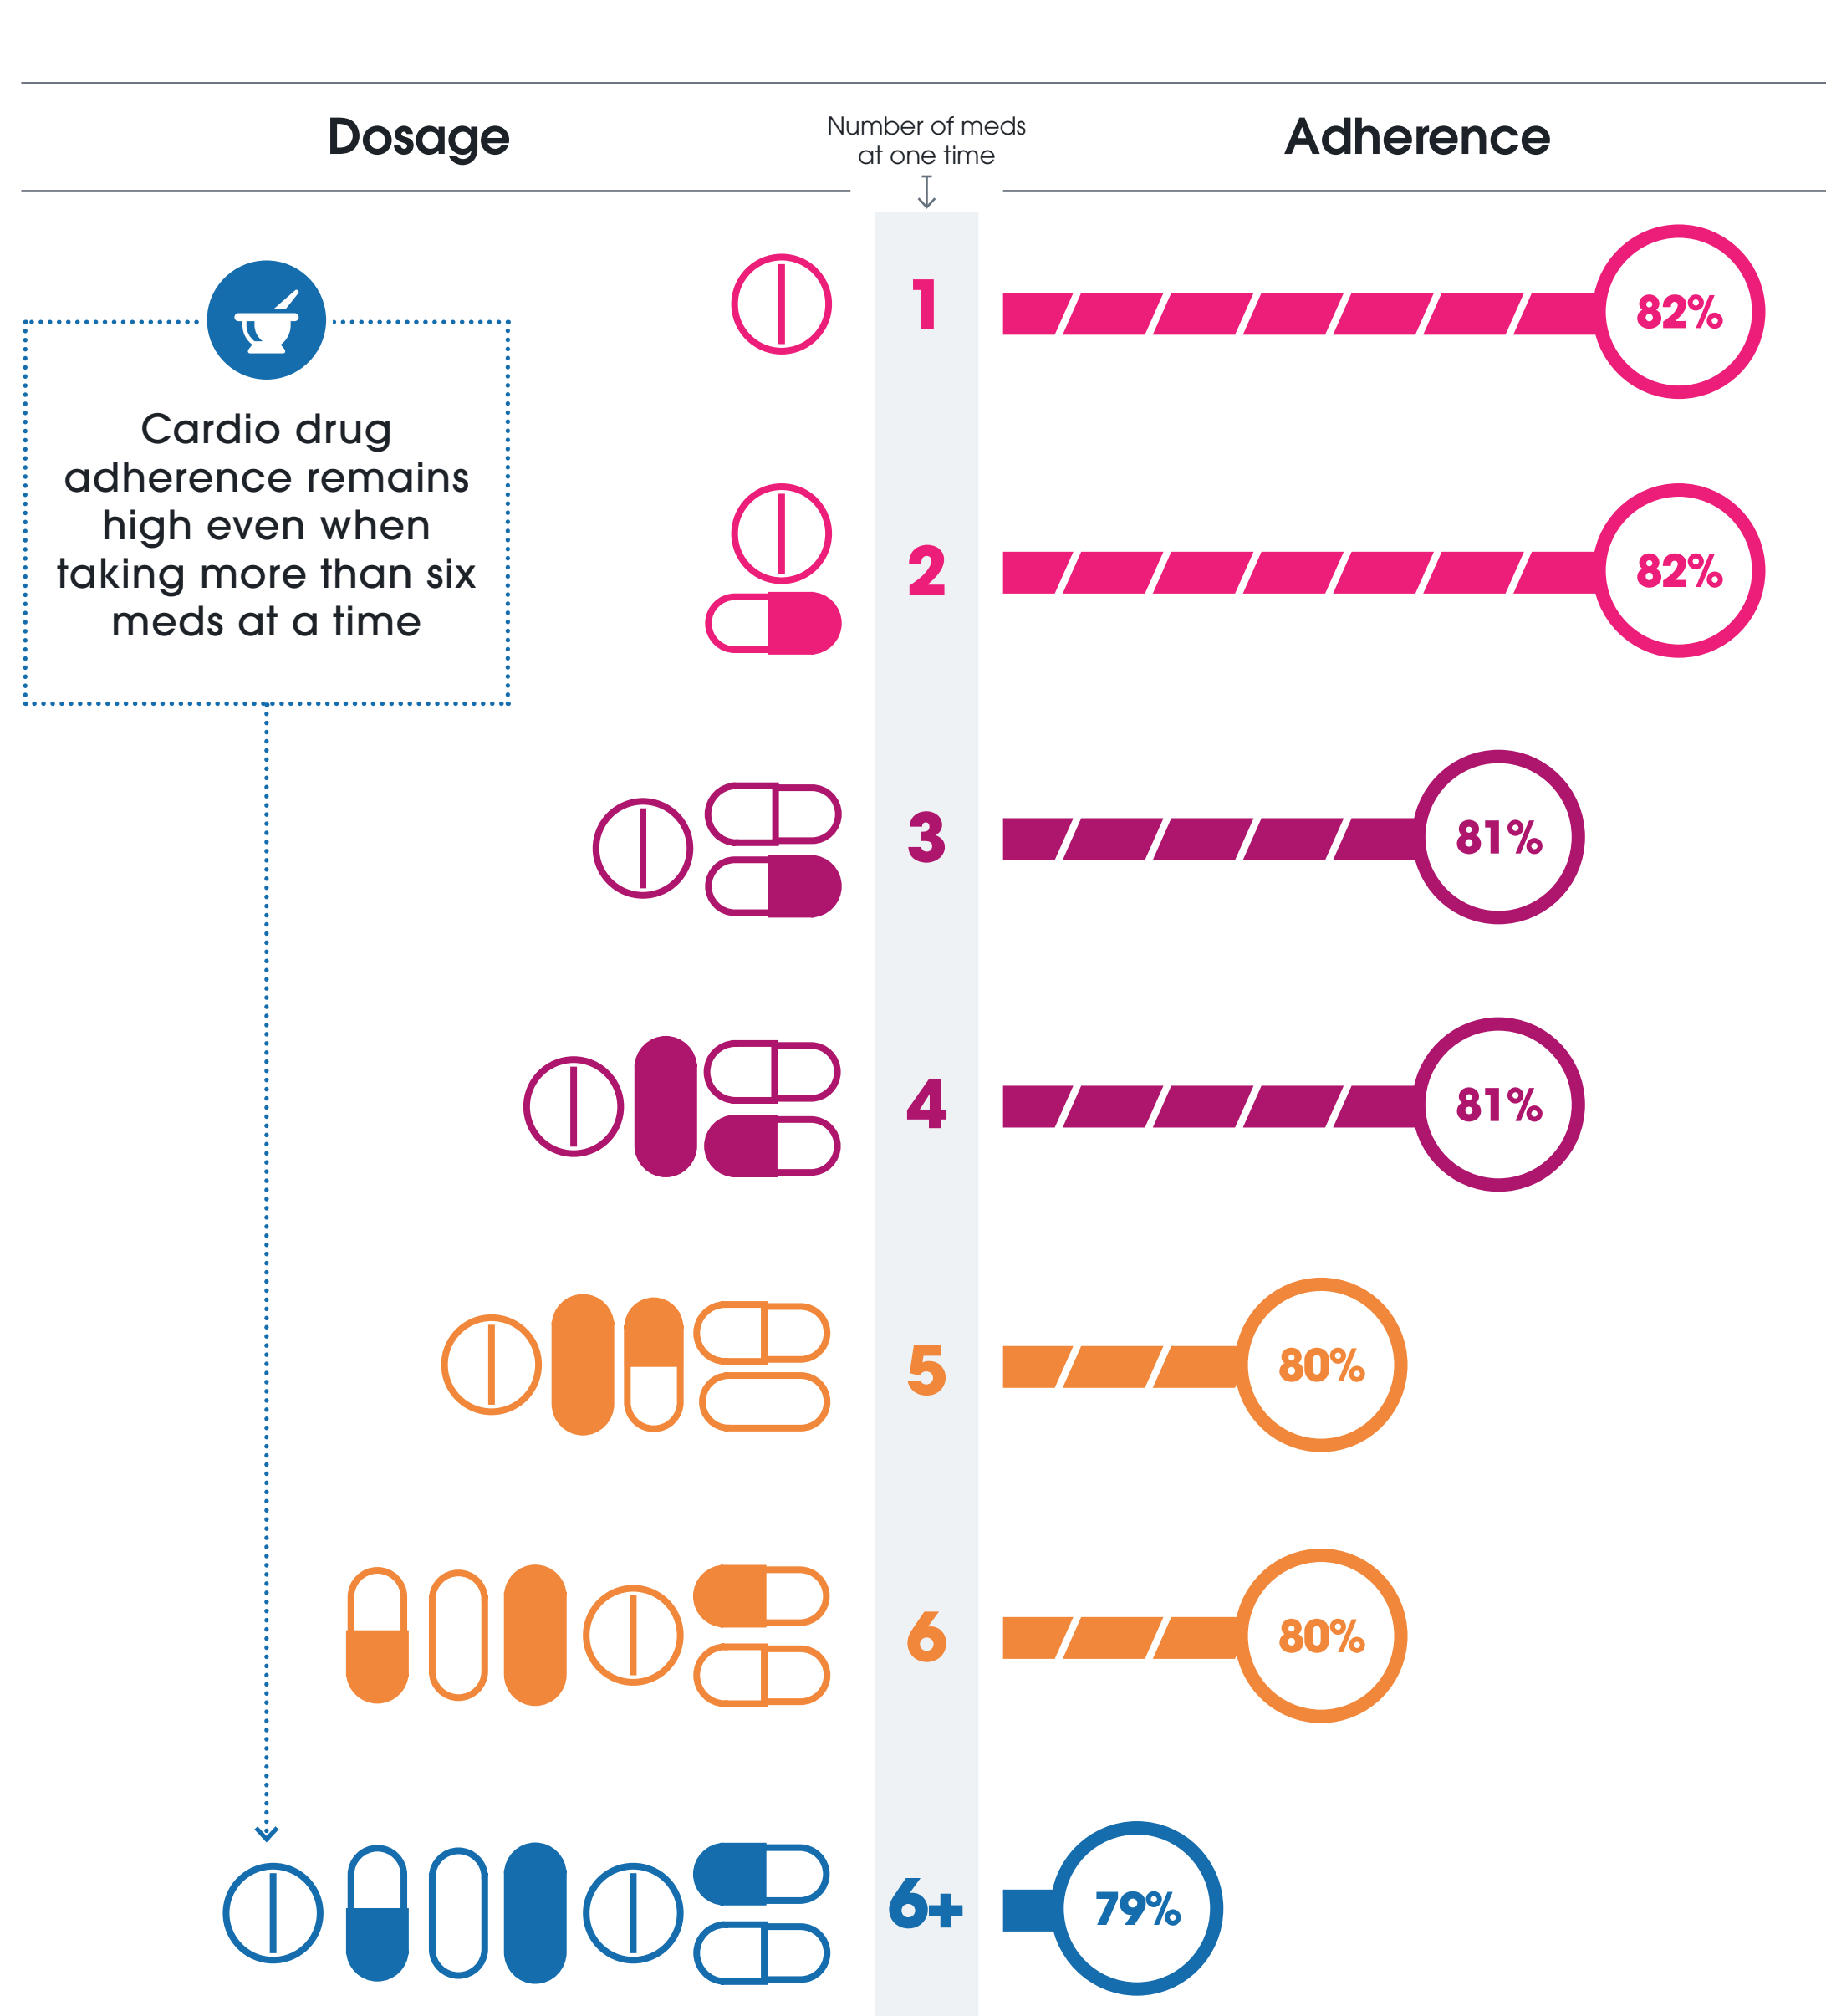 Dosage
Number of meds
at one time
Adherence
Cardio drug
adherence remains
high even when
taking more than six
meds at a time
1
82%
2
82%
3
81%
4
81%
5
80%
6
80%
6+
79%